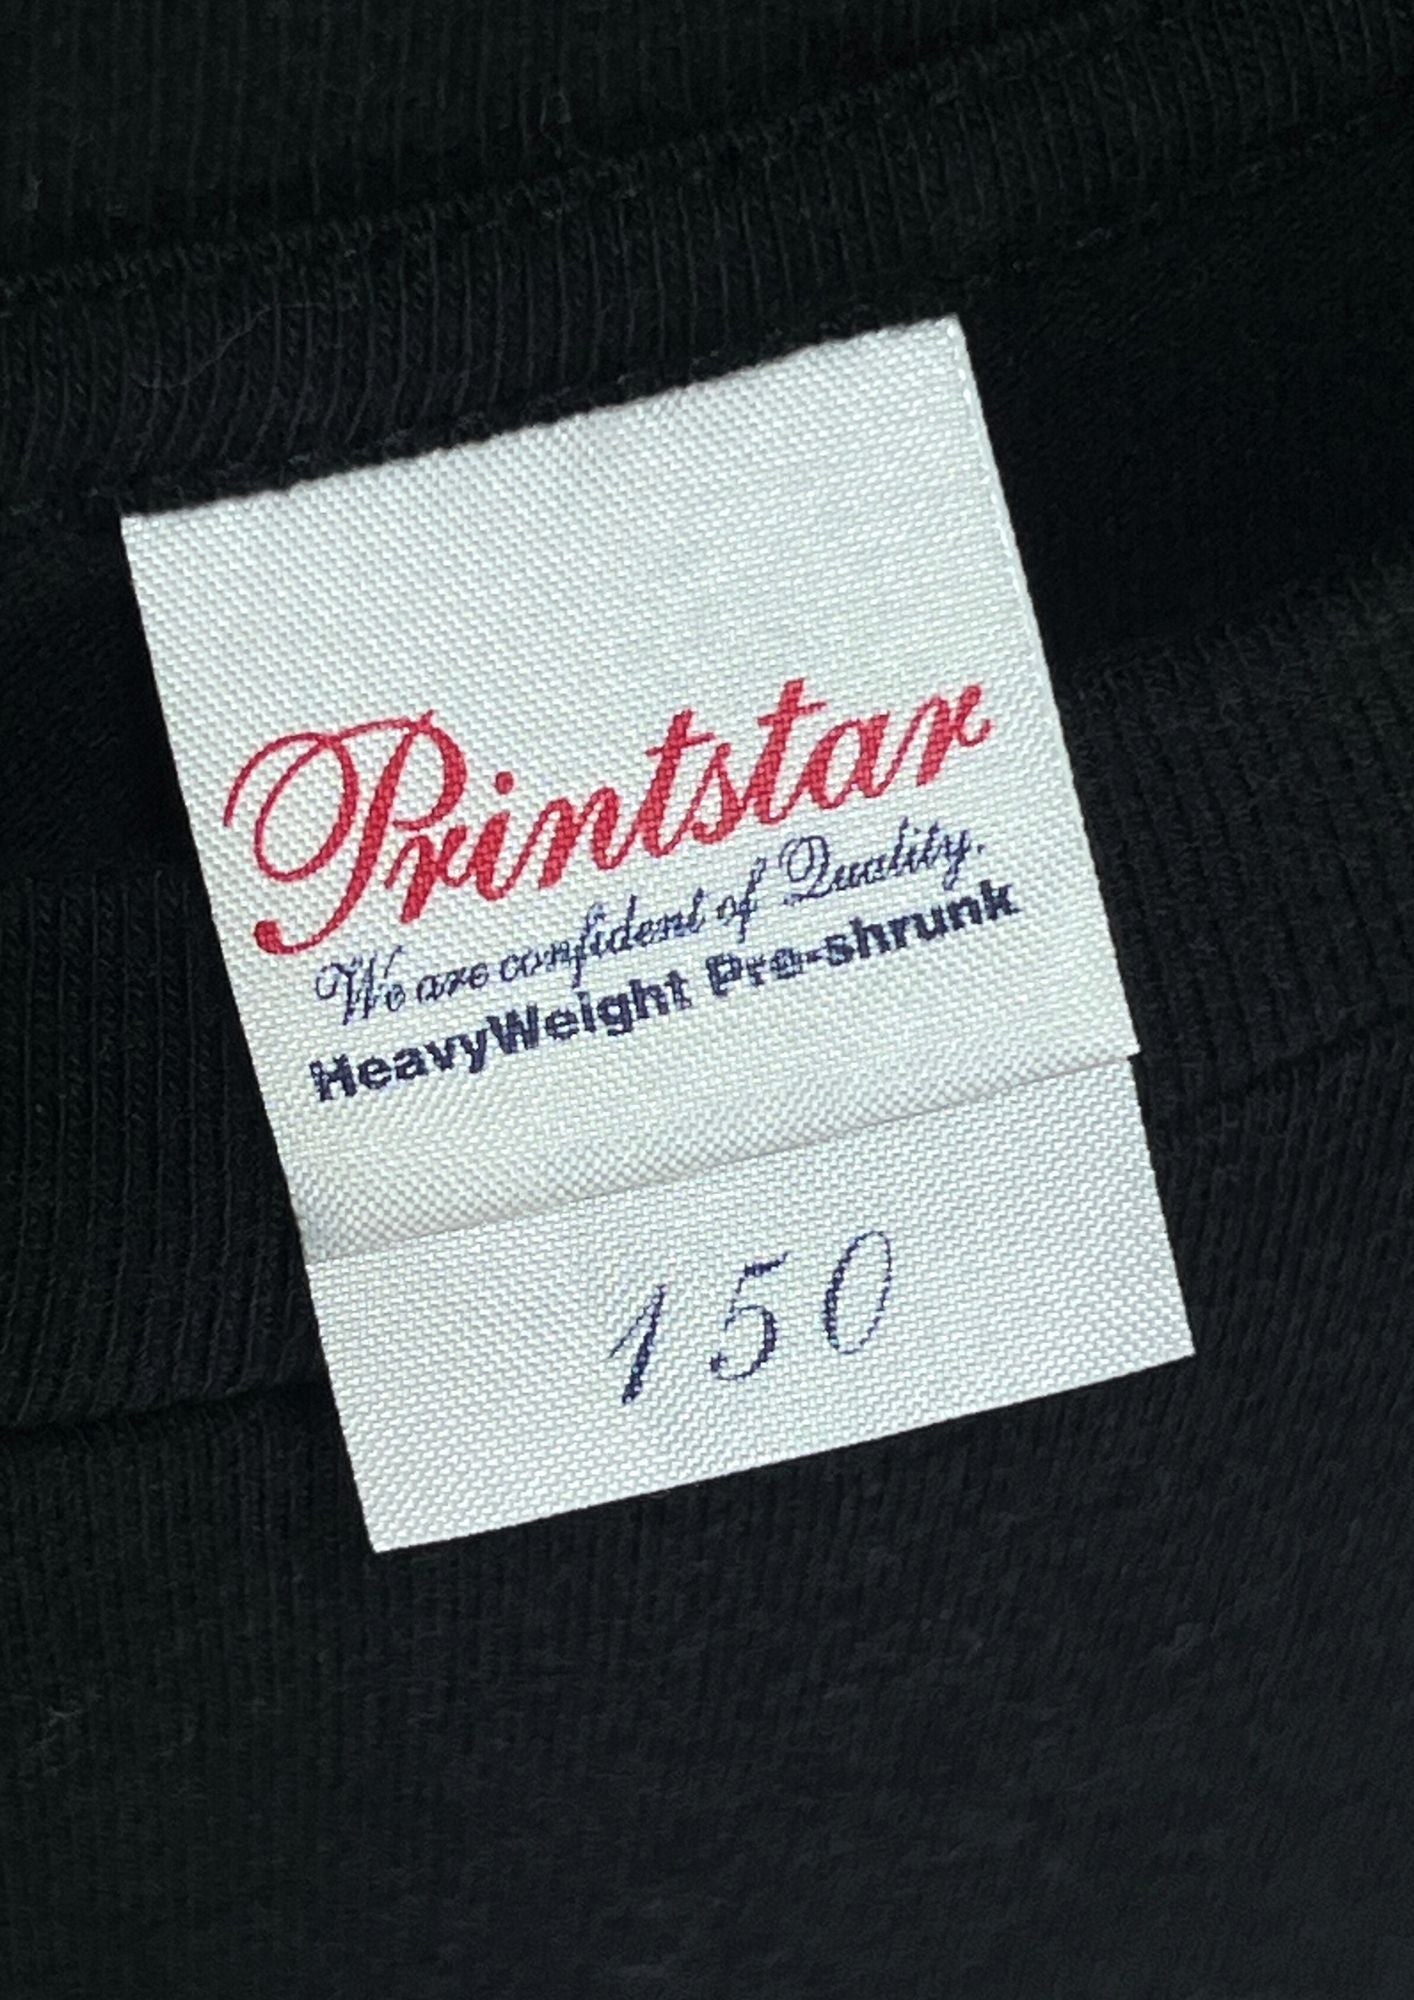 Printstar
We are confident of Quality.
HeavyWeight Pre-shrunk
150